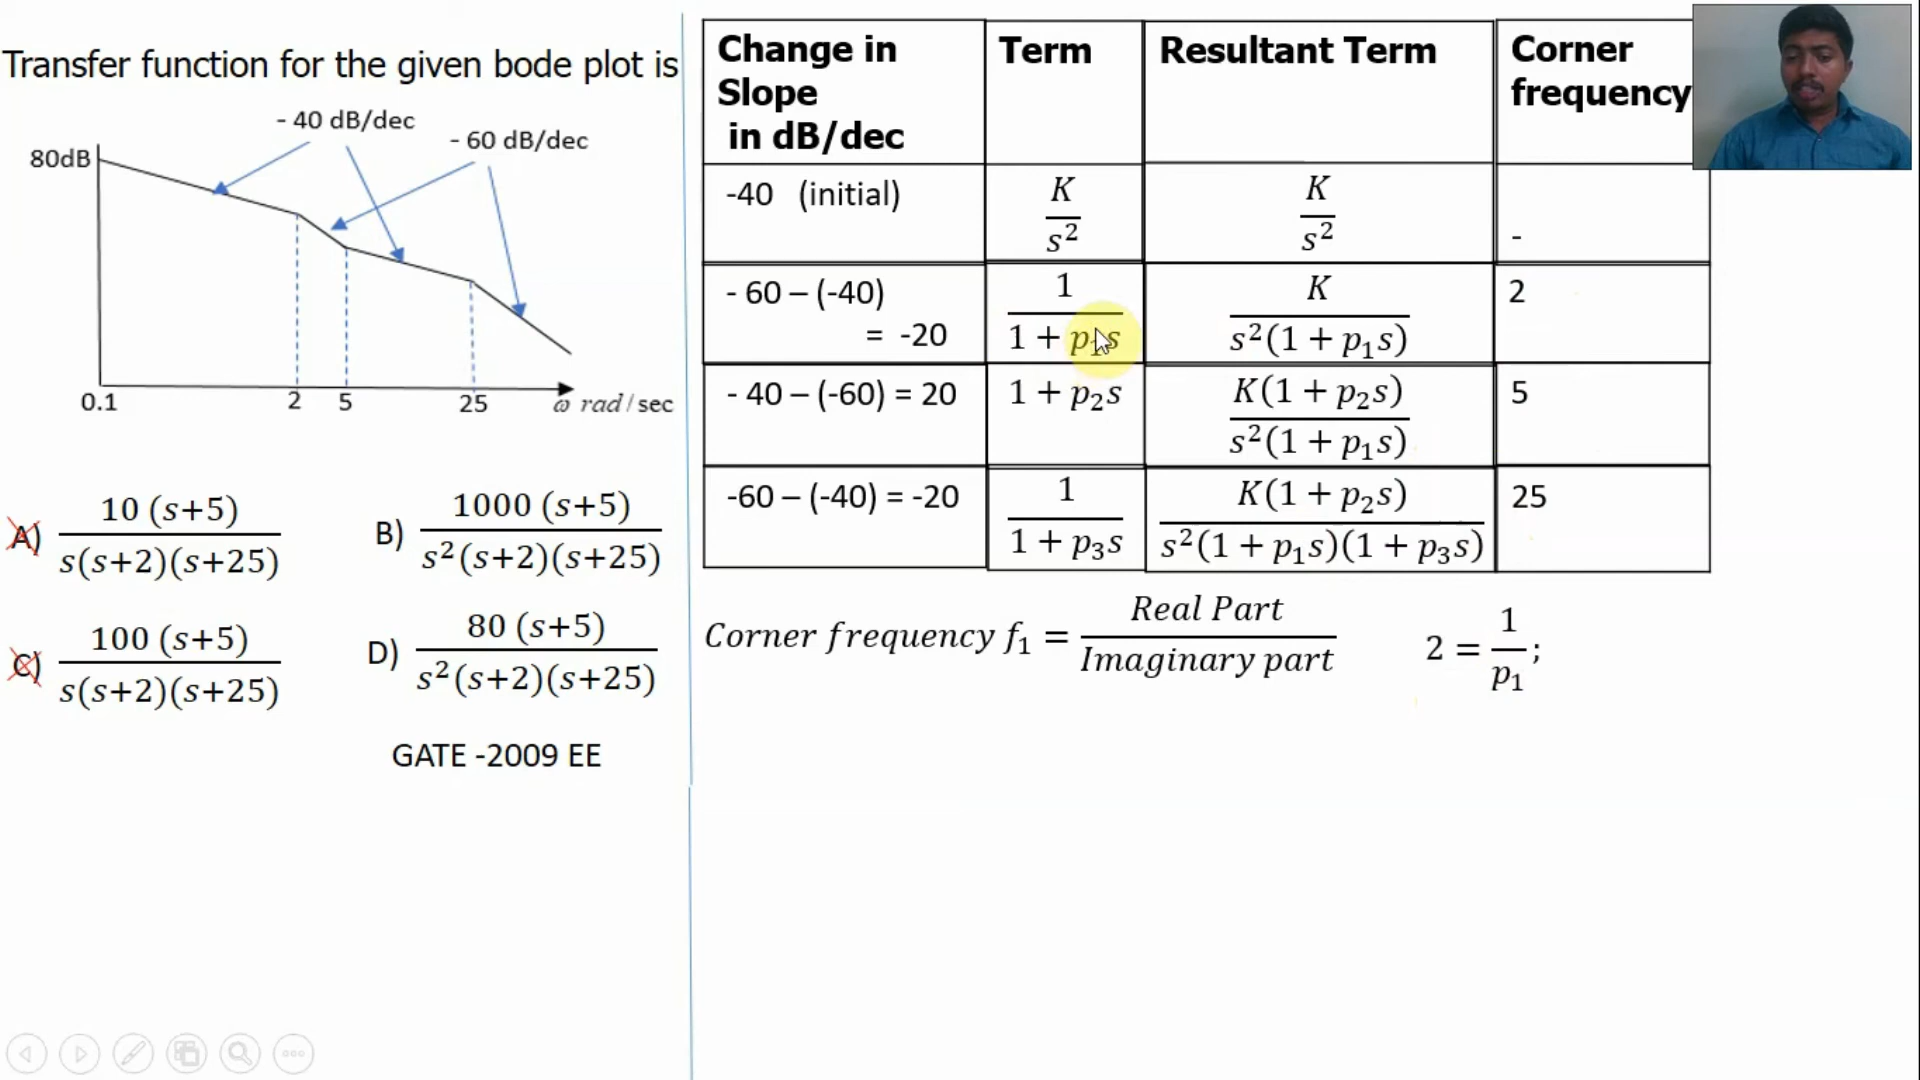 Transfer function for the given bode plot is
- 40 dB/dec
- 60 dB/dec
80dB
0.1 2 5 25 ω rad/sec
A) 10 (s+5) / s(s+2)(s+25)
B) 1000 (s+5) / s²(s+2)(s+25)
C) 100 (s+5) / s(s+2)(s+25)
D) 80 (s+5) / s²(s+2)(s+25)
GATE -2009 EE
Change in Slope in dB/dec | Term | Resultant Term | Corner frequency
-40 (initial) | K / s² | K / s² | -
- 60 – (-40) = -20 | 1 / 1 + p₁s | K / s²(1 + p₁s) | 2
- 40 – (-60) = 20 | 1 + p₂s | K(1 + p₂s) / s²(1 + p₁s) | 5
-60 – (-40) = -20 | 1 / 1 + p₃s | K(1 + p₂s) / s²(1 + p₁s)(1 + p₃s) | 25
Corner frequency f₁ = Real Part / Imaginary part
2 = 1 / p₁ ;